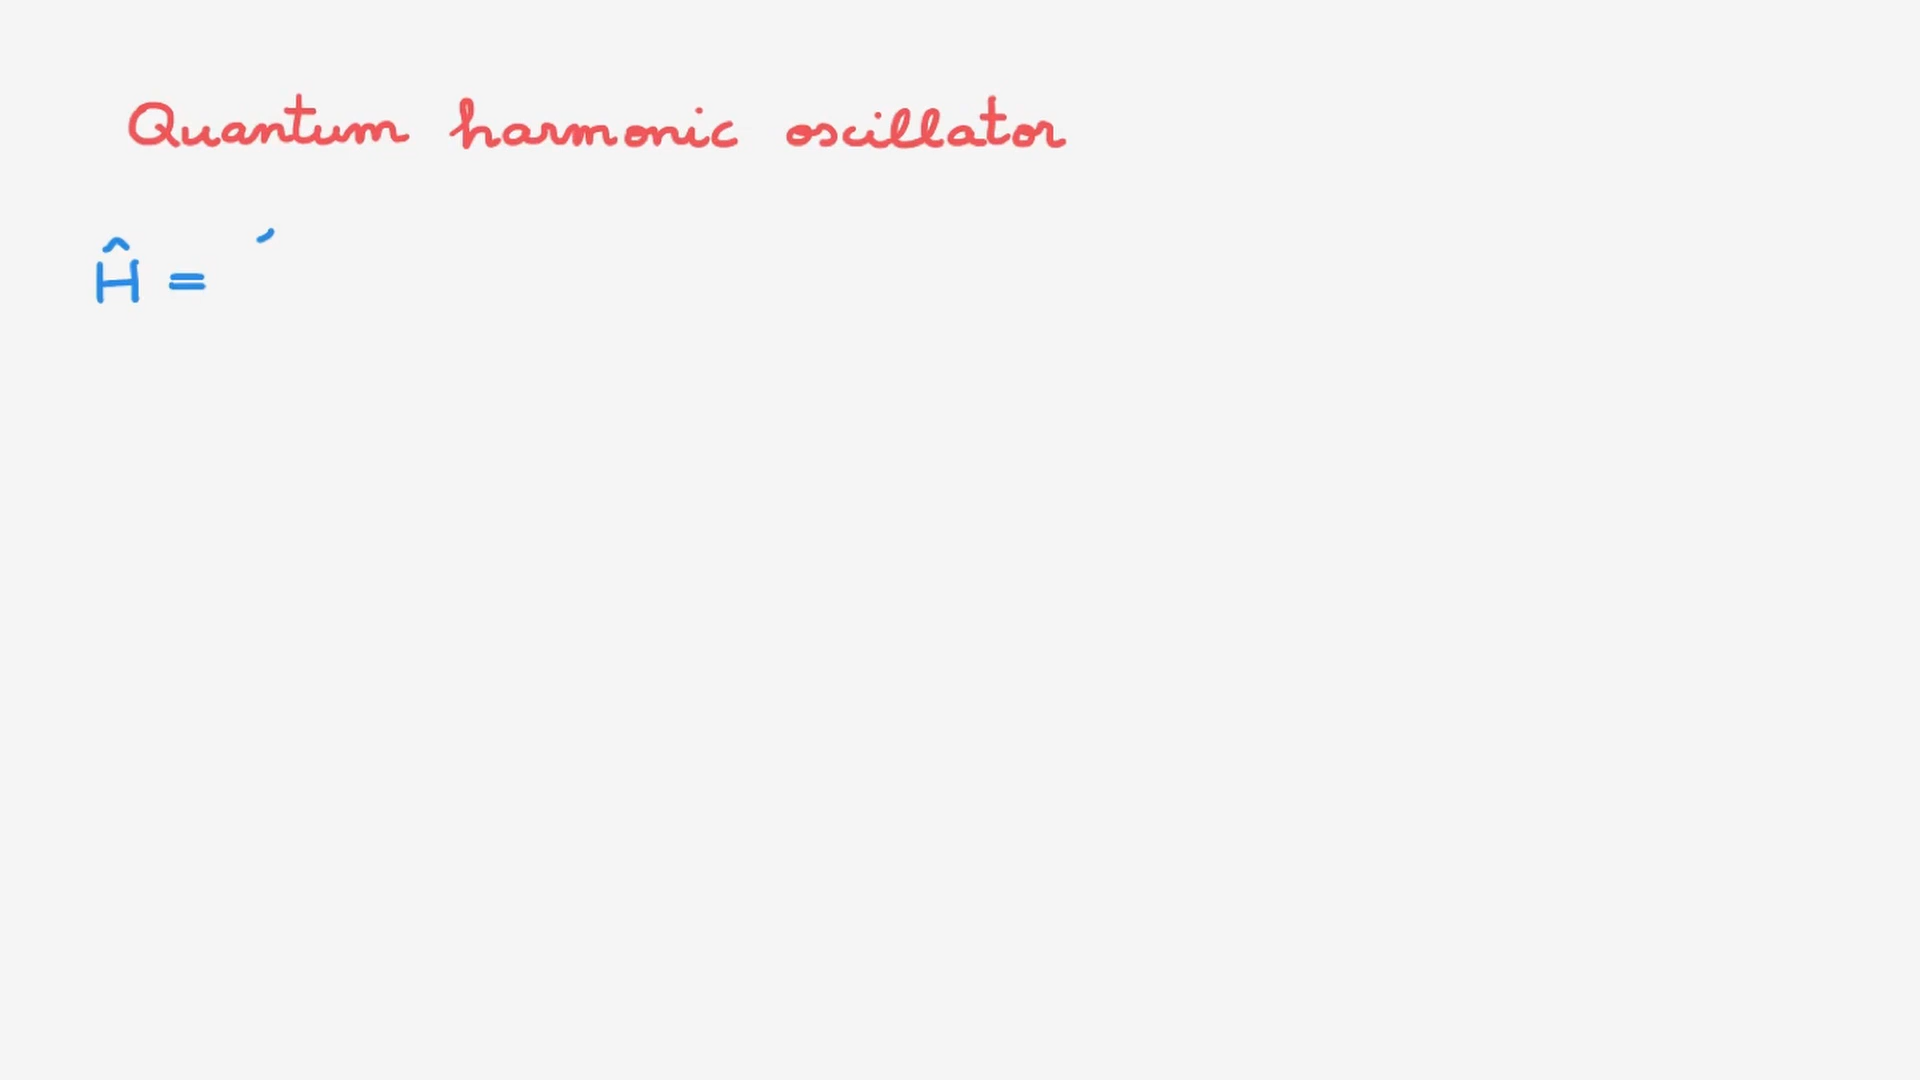 Quantum harmonic oscillator
Ĥ =